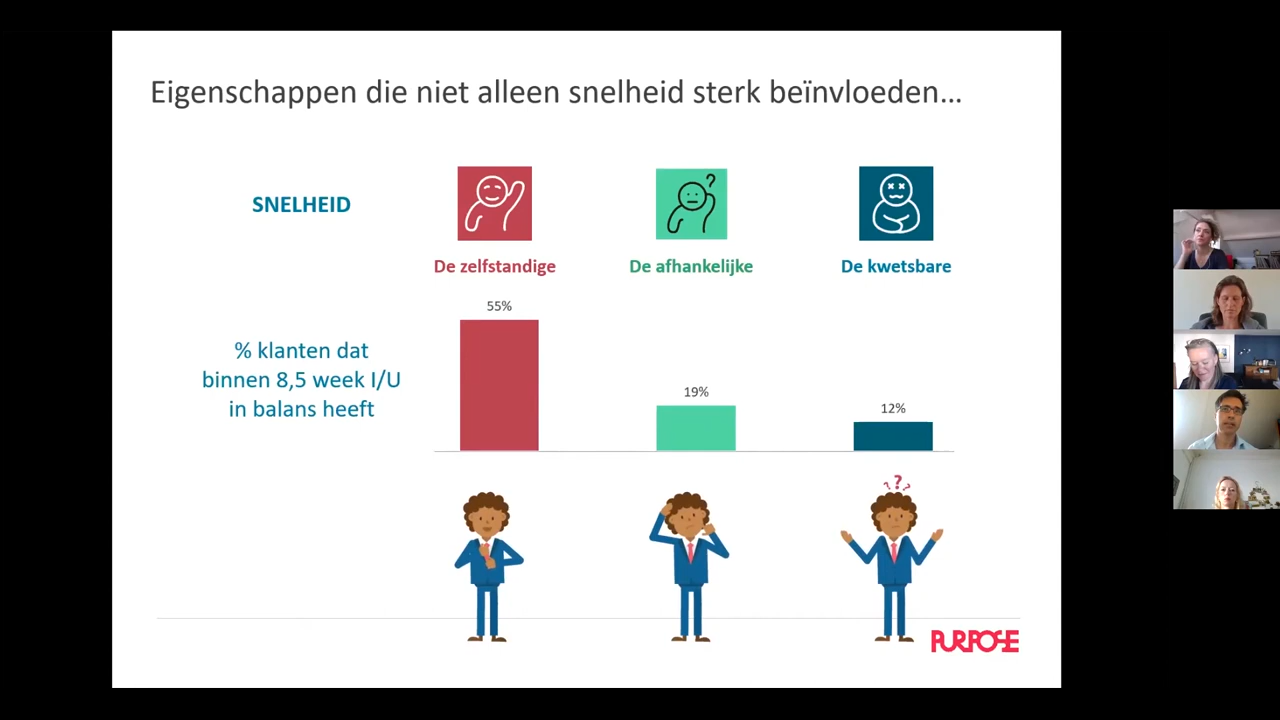 Eigenschappen die niet alleen snelheid sterk beïnvloeden...
SNELHEID
De zelfstandige
De afhankelijke
De kwetsbare
55%
19%
12%
% klanten dat
binnen 8,5 week I/U
in balans heeft
?
? ?
PURPOSE